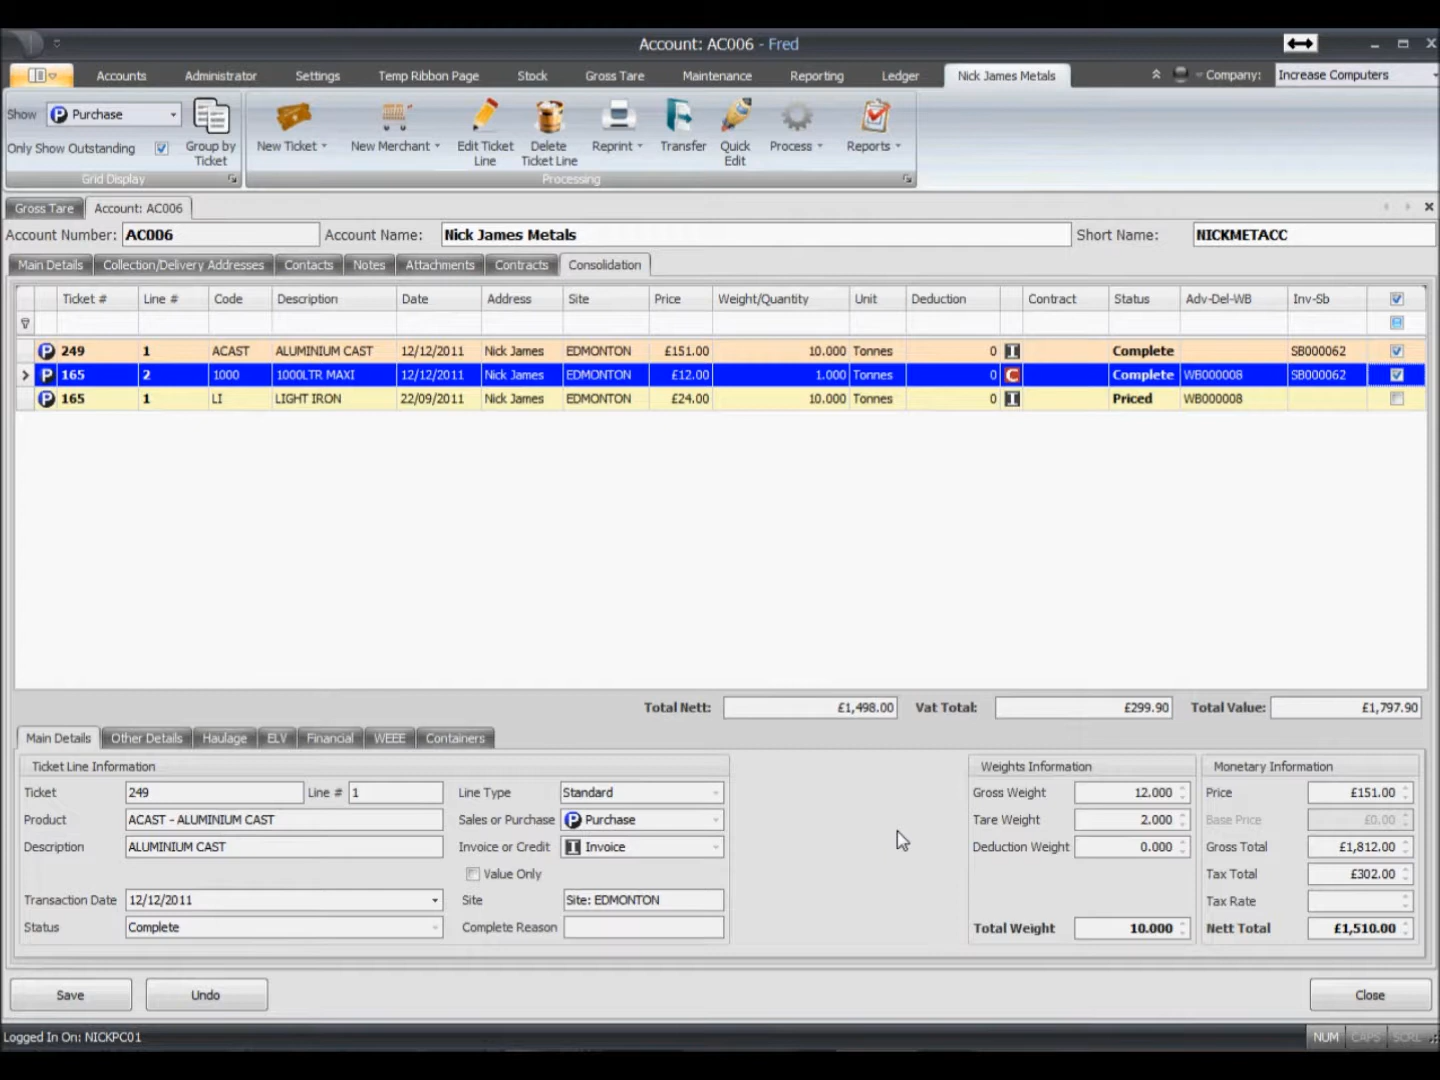 Account: AC006 - Fred
Accounts Administrator Settings Temp Ribbon Page Stock Gross Tare Maintenance Reporting Ledger Nick James Metals Company: Increase Computers
Show P Purchase
Only Show Outstanding
Group by Ticket
Grid Display
New Ticket New Merchant Edit Ticket Line Delete Ticket Line Reprint Transfer Quick Edit Process Reports
Processing
Gross Tare Account: AC006
Account Number: AC006 Account Name: Nick James Metals Short Name: NICKMETACC
Main Details Collection/Delivery Addresses Contacts Notes Attachments Contracts Consolidation
Ticket # Line # Code Description Date Address Site Price Weight/Quantity Unit Deduction Contract Status Adv-Del-WB Inv-Sb
P 249 1 ACAST ALUMINIUM CAST 12/12/2011 Nick James EDMONTON £151.00 10.000 Tonnes 0 I Complete SB000062
P 165 2 1000 1000LTR MAXI 12/12/2011 Nick James EDMONTON £12.00 1.000 Tonnes 0 C Complete WB000008 SB000062
P 165 1 LI LIGHT IRON 22/09/2011 Nick James EDMONTON £24.00 10.000 Tonnes 0 I Priced WB000008
Total Nett: £1,498.00 Vat Total: £299.90 Total Value: £1,797.90
Main Details Other Details Haulage ELV Financial WEEE Containers
Ticket Line Information Weights Information Monetary Information
Ticket 249 Line # 1 Line Type Standard Gross Weight 12.000 Price £151.00
Product ACAST - ALUMINIUM CAST Sales or Purchase P Purchase Tare Weight 2.000 Base Price £0.00
Description ALUMINIUM CAST Invoice or Credit I Invoice Deduction Weight 0.000 Gross Total £1,812.00
Value Only Tax Total £302.00
Transaction Date 12/12/2011 Site Site: EDMONTON Tax Rate
Status Complete Complete Reason Total Weight 10.000 Nett Total £1,510.00
Save Undo Close
Logged In On: NICKPC01 NUM CAPS SCRL